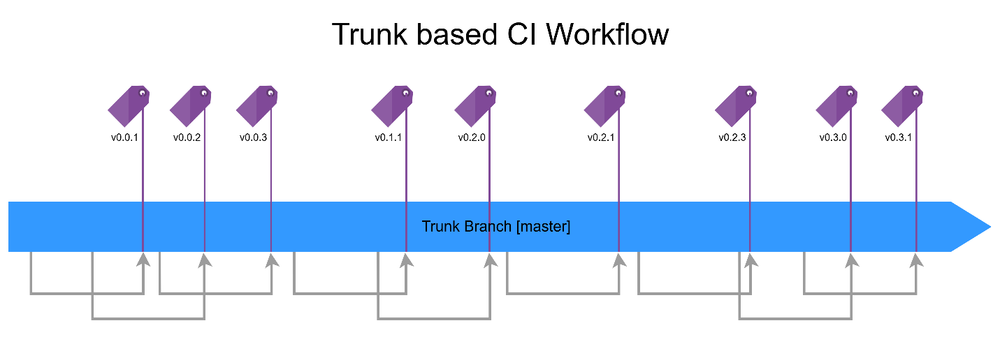 Trunk based CI Workflow
v0.0.1
v0.0.2
v0.0.3
v0.1.1
v0.2.0
v0.2.1
v0.2.3
v0.3.0
v0.3.1
Trunk Branch [master]